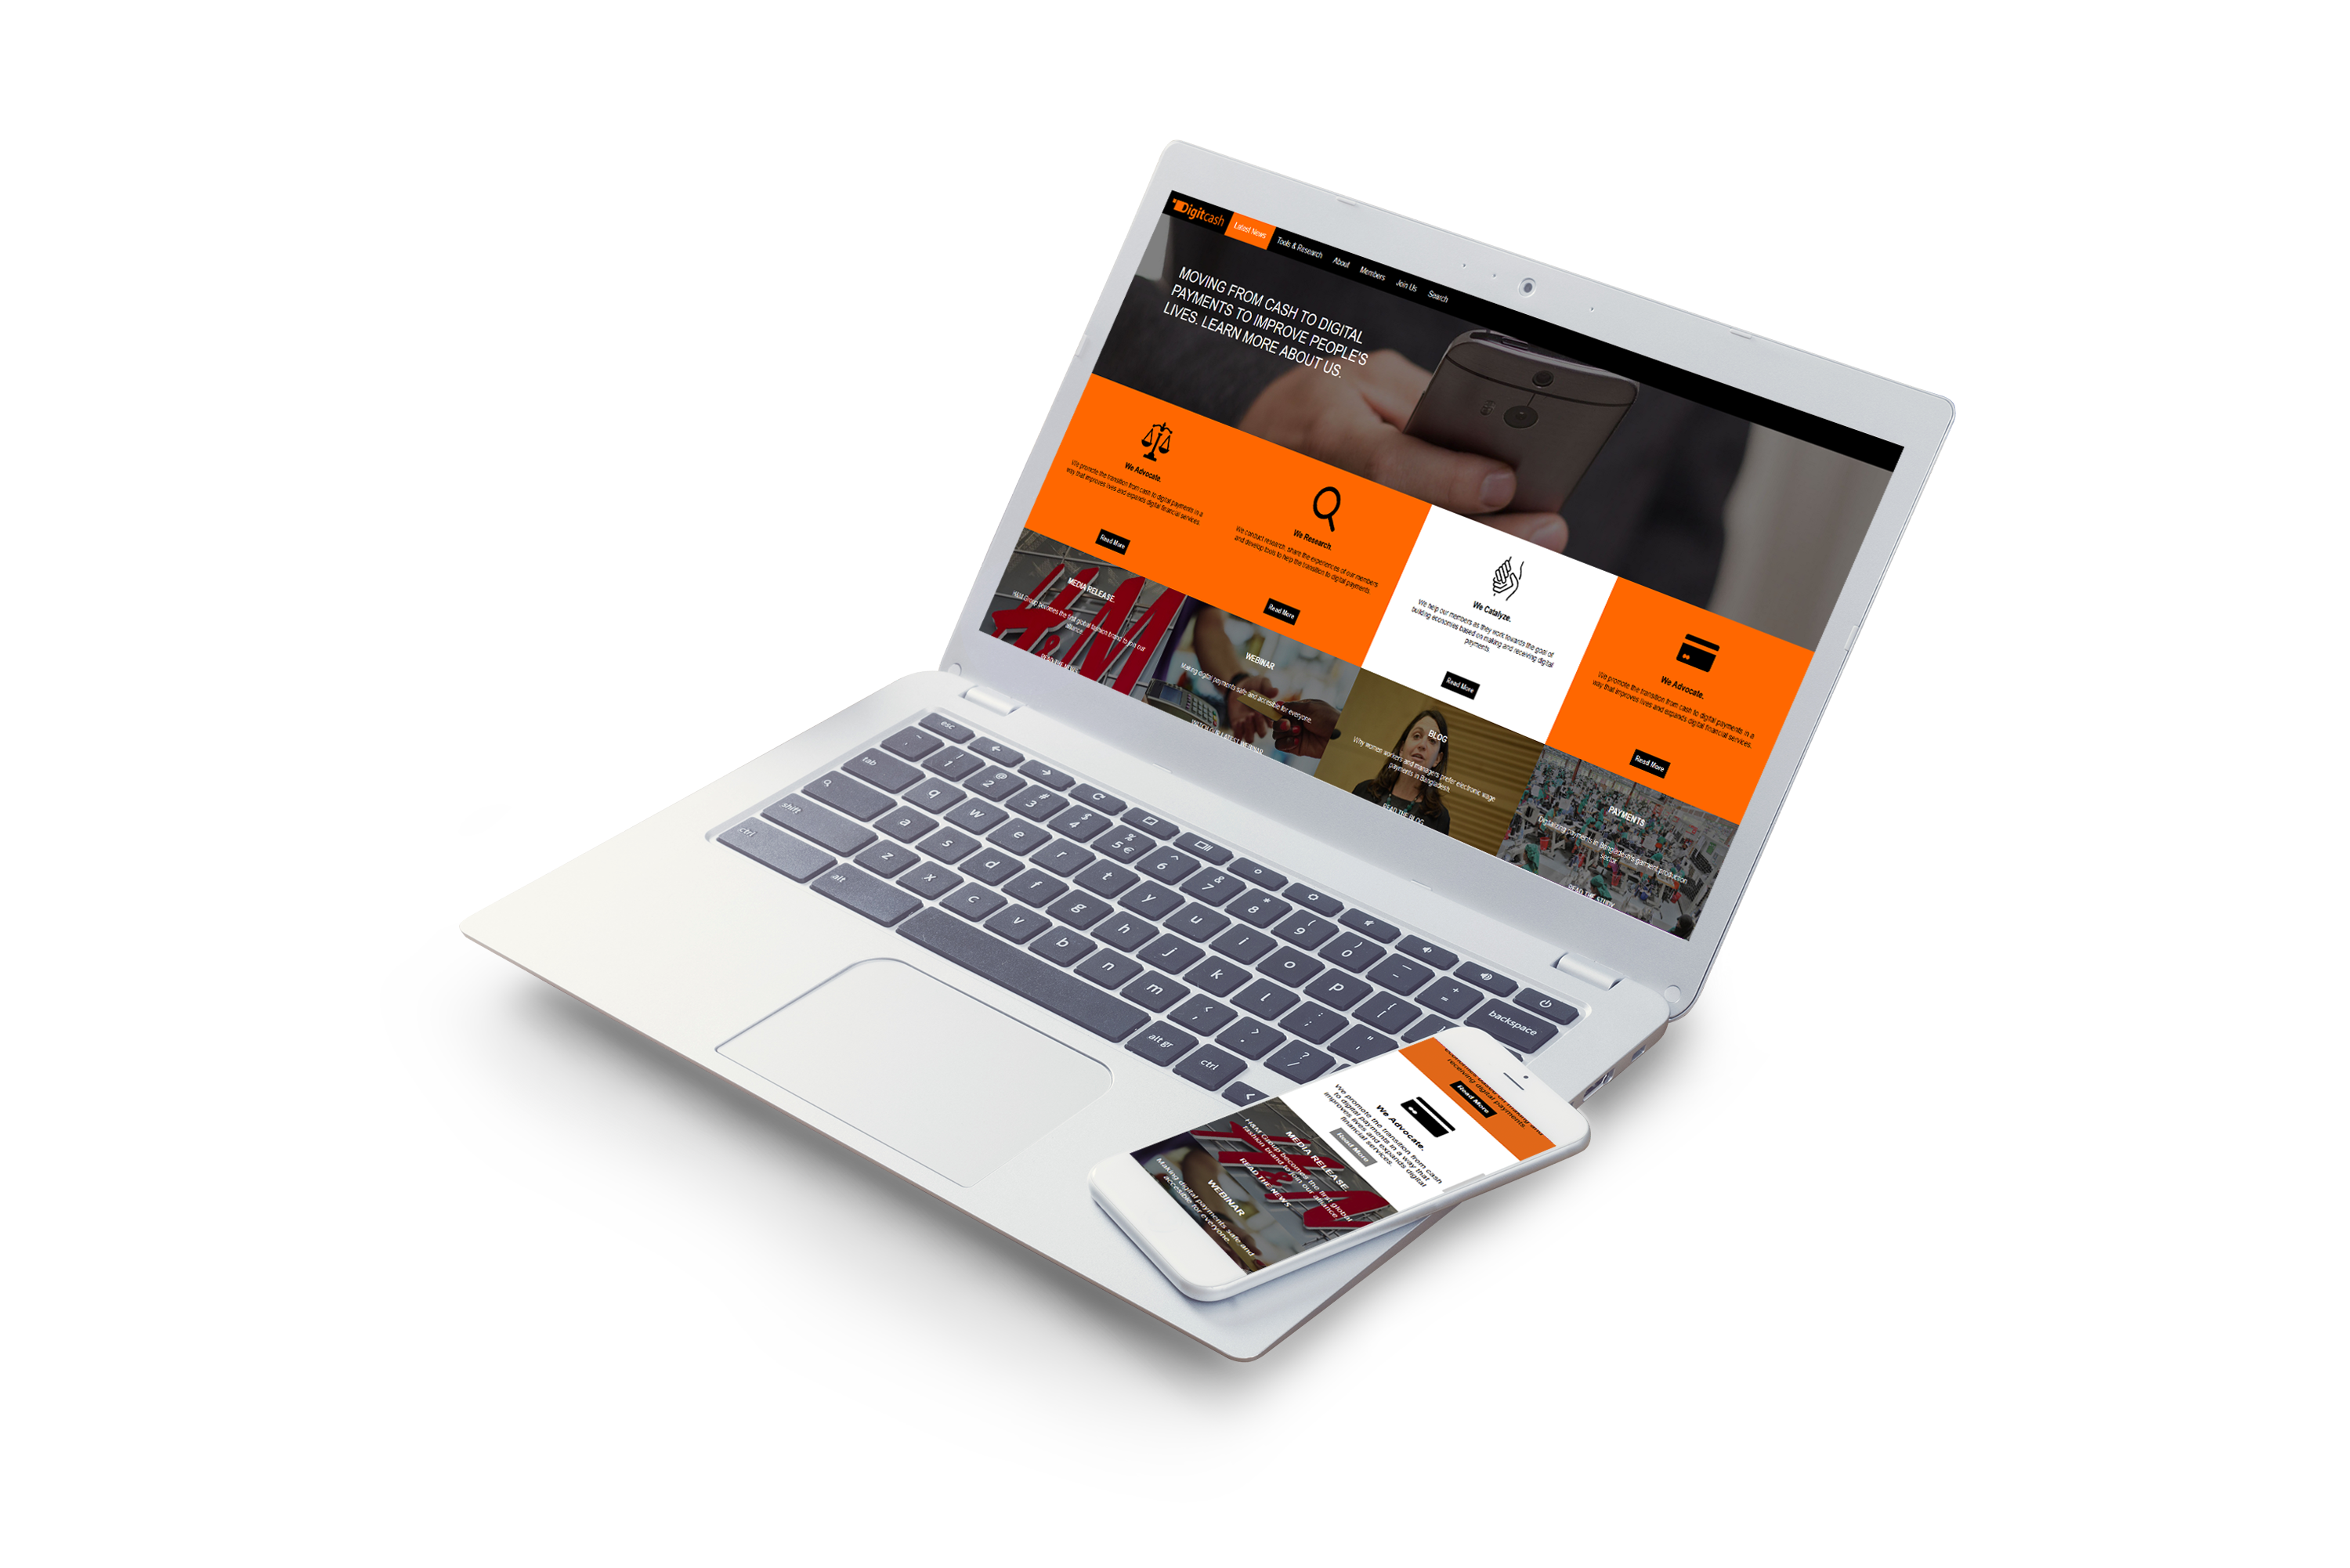 Digitcash
Latest News
Tools & Research
About
Members
Join Us
Search
MOVING FROM CASH TO DIGITAL
PAYMENTS TO IMPROVE PEOPLE'S
LIVES. LEARN MORE ABOUT US.
We Advocate.
We promote the transition from cash to digital payments in a
way that improves lives and expands digital financial services.
Read More
We Research.
We conduct research, share the experiences of our members
and develop tools to help the transition to digital payments.
Read More
We Catalyze.
We help our members as they work towards the goal of
building economies based on making and receiving digital
payments.
Read More
We Advocate.
We promote the transition from cash to digital payments in a
way that improves lives and expands digital financial services.
Read More
H&M
MEDIA RELEASE.
H&M Group becomes the first global fashion brand to join our
alliance
READ THE NEWS
WEBINAR
Making digital payments safe and accesible for everyone.
WATCH OUR LATEST WEBINAR
BLOG
Why women workers and managers prefer electronic wage
payments in Bangladesh
READ THE BLOG
PAYMENTS
Digitalizing payments in Bangladesh's garment production
sector
READ THE STUDY
esc
~ `
! 1
@ 2
# 3
$ 4
% 5 €
^ 6
& 7
* 8
( 9
) 0
_ -
+ =
backspace
tab
q w e r t y u i o p
{ [
a s d f g h j k l
: ;
" '
shift
z x c v b n m
< ,
> .
? /
ctrl
alt
alt gr
ctrl
<
receiving digital payments.
Read More
We Advocate.
We promote the transition from cash
to digital payments in a way that
improves lives and expands digital
financial services.
Read More
H&M
MEDIA RELEASE.
H&M Group becomes the first global
fashion brand to join our alliance
READ THE NEWS
WEBINAR
Making digital payments safe and
accesible for everyone.